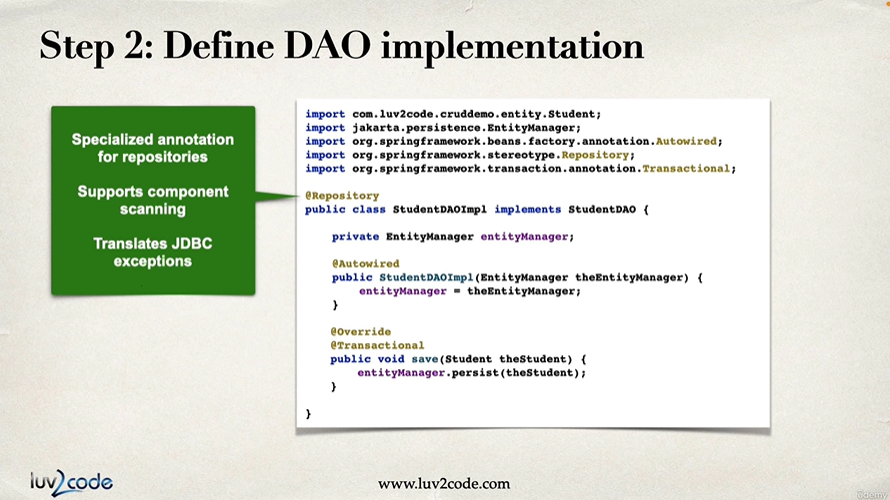 Step 2: Define DAO implementation
Specialized annotation
for repositories
Supports component
scanning
Translates JDBC
exceptions
import com.luv2code.cruddemo.entity.Student;
import jakarta.persistence.EntityManager;
import org.springframework.beans.factory.annotation.Autowired;
import org.springframework.stereotype.Repository;
import org.springframework.transaction.annotation.Transactional;
@Repository
public class StudentDAOImpl implements StudentDAO {
private EntityManager entityManager;
@Autowired
public StudentDAOImpl(EntityManager theEntityManager) {
entityManager = theEntityManager;
}
@Override
@Transactional
public void save(Student theStudent) {
entityManager.persist(theStudent);
}
}
luv2code
www.luv2code.com
Udemy